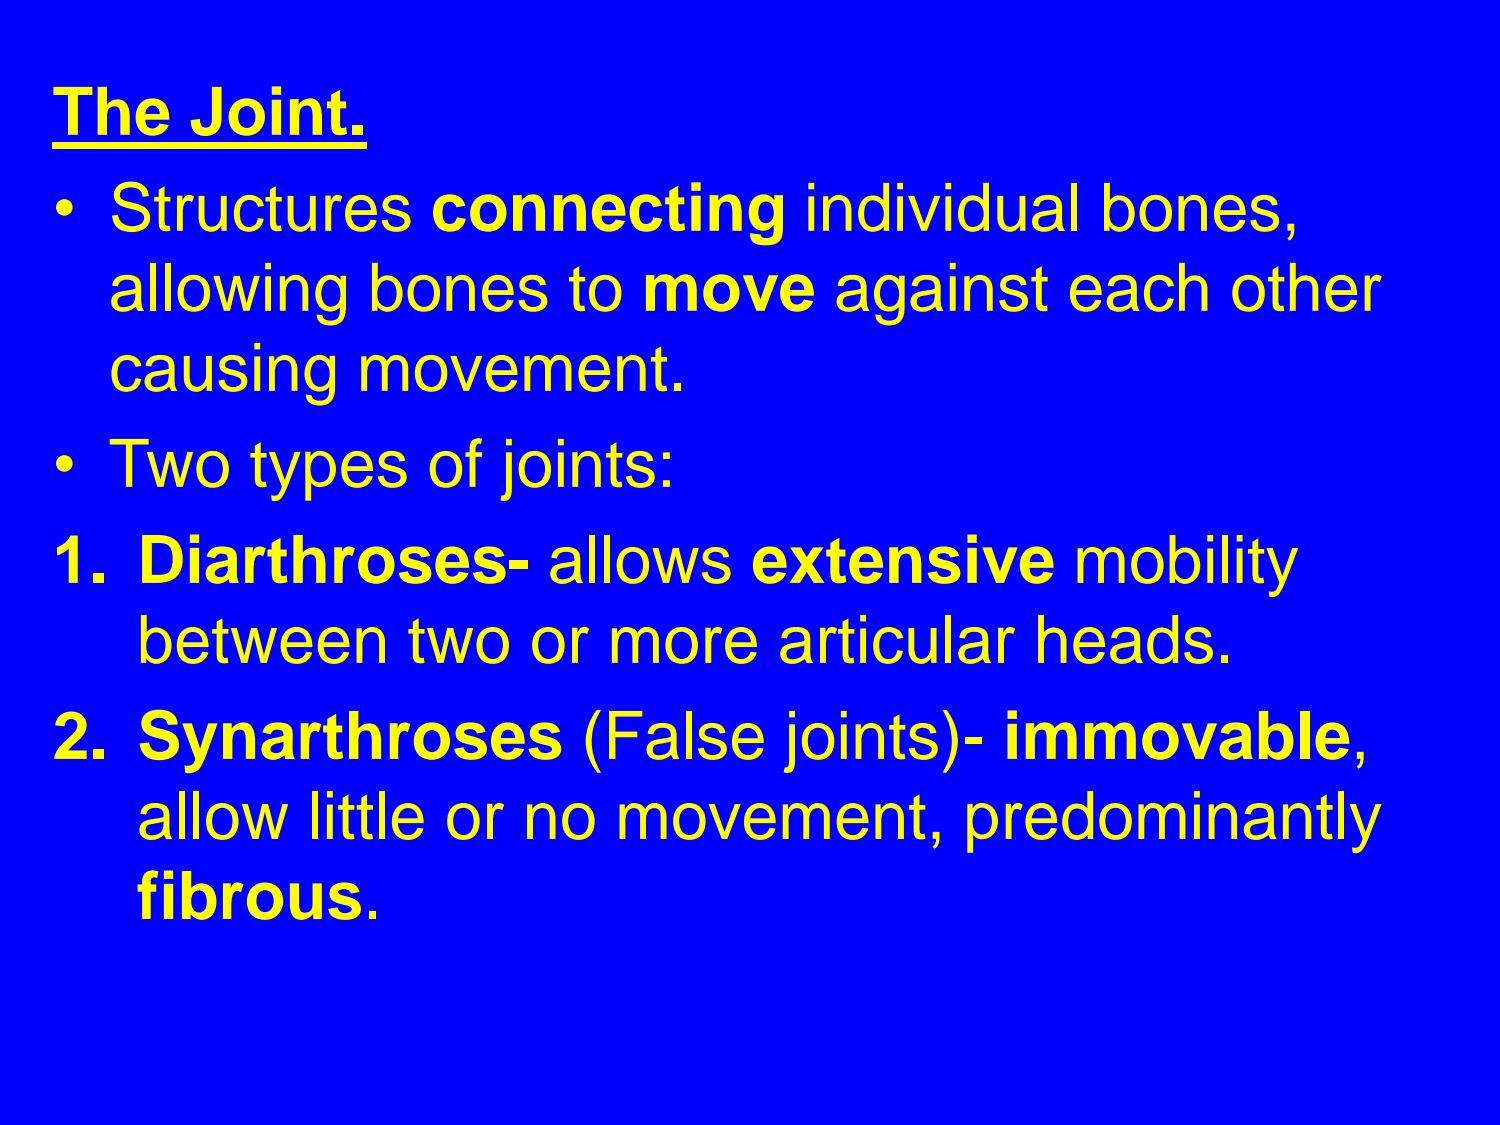 The Joint.
• Structures connecting individual bones,
allowing bones to move against each other
causing movement.
• Two types of joints:
1. Diarthroses- allows extensive mobility
between two or more articular heads.
2. Synarthroses (False joints)- immovable,
allow little or no movement, predominantly
fibrous.